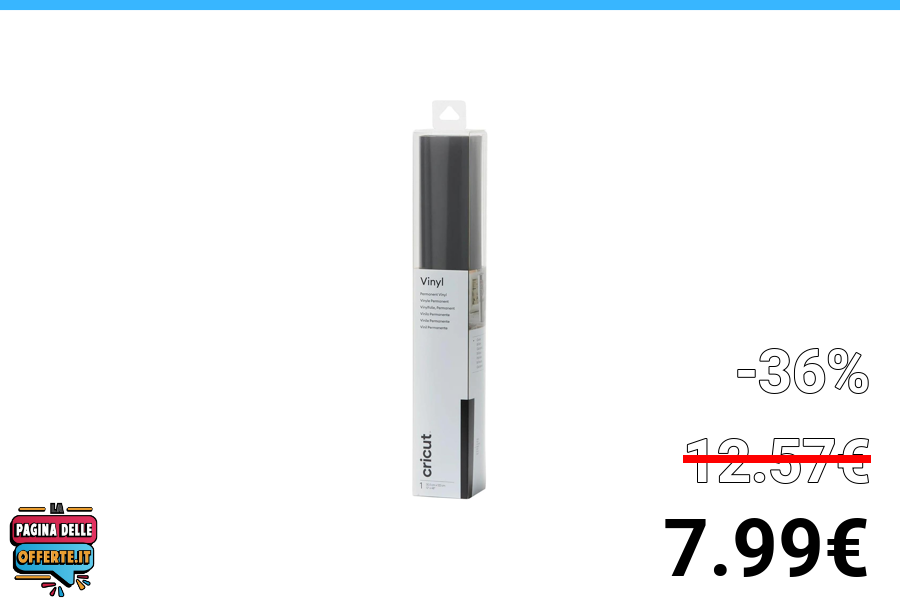 Vinyl
Permanent Vinyl
Vinyle Permanent
Vinylfolie, Permanent
Vinilo Permanente
Vinile Permanente
Vinil Permanente
cricut
1
-36%
12.57€
7.99€
LA
PAGINA DELLE
OFFERTE.IT